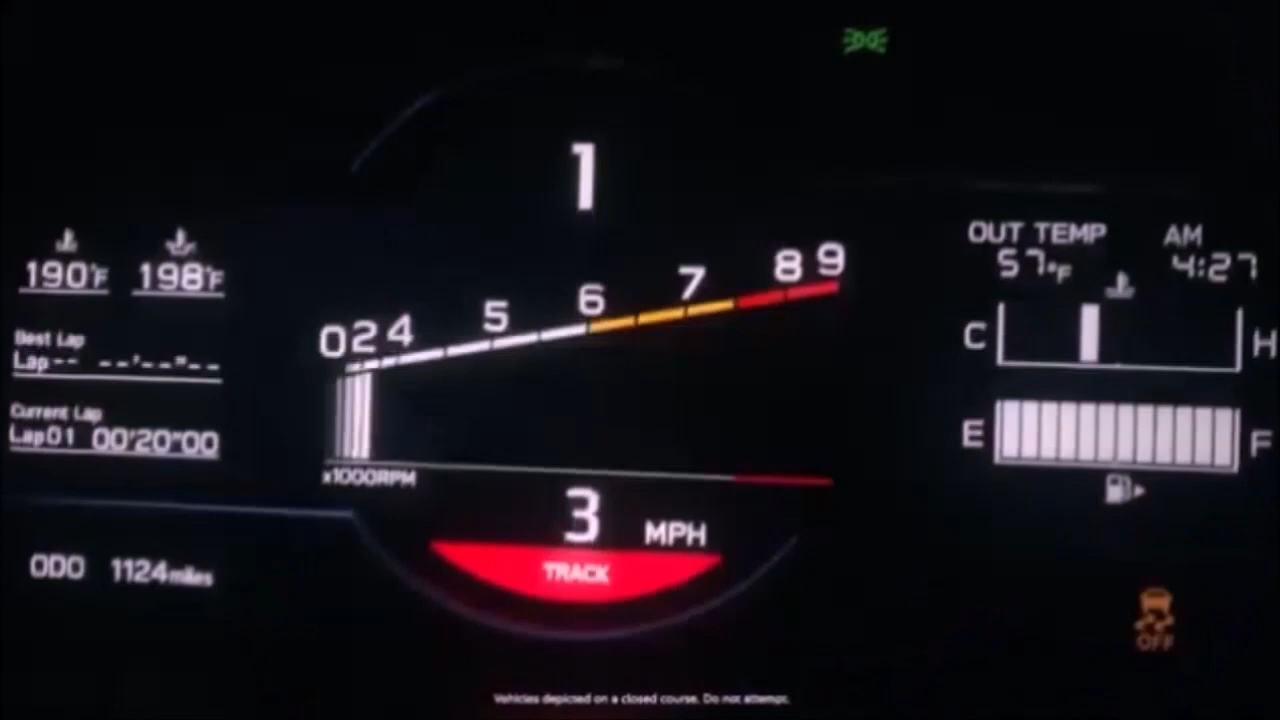 1
190°F 198°F
Best Lap
Lap-- --'--"--
Current Lap
Lap01 00'20"00
ODO 1124miles
0 2 4 5 6 7 8 9
x1000RPM
3 MPH
TRACK
OUT TEMP AM
57°F 4:27
C H
E F
OFF
Vehicles depicted on a closed course. Do not attempt.